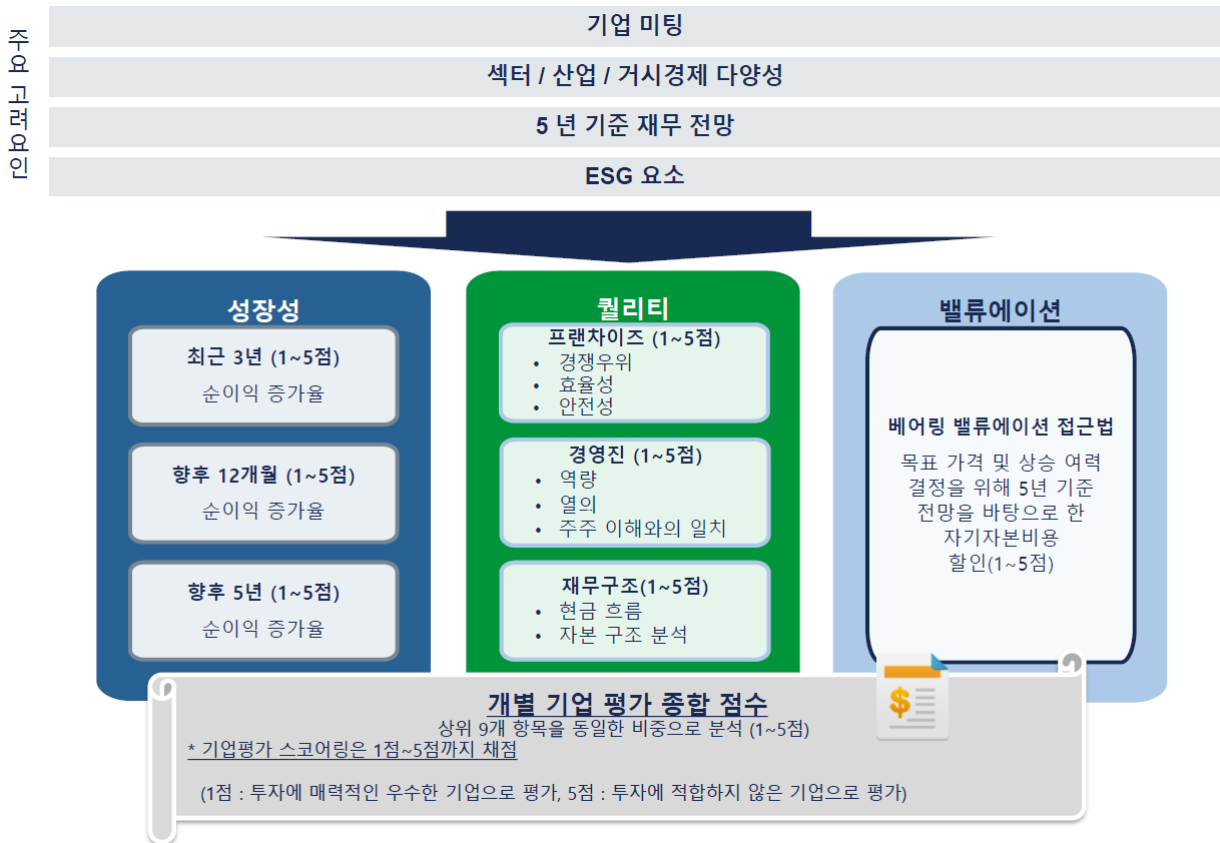 주요 고려요인
기업 미팅
섹터 / 산업 / 거시경제 다양성
5 년 기준 재무 전망
ESG 요소
성장성
최근 3년 (1~5점)
순이익 증가율
향후 12개월 (1~5점)
순이익 증가율
향후 5년 (1~5점)
순이익 증가율
퀄리티
프랜차이즈 (1~5점)
• 경쟁우위
• 효율성
• 안전성
경영진 (1~5점)
• 역량
• 열의
• 주주 이해와의 일치
재무구조(1~5점)
• 현금 흐름
• 자본 구조 분석
밸류에이션
베어링 밸류에이션 접근법
목표 가격 및 상승 여력
결정을 위해 5년 기준
전망을 바탕으로 한
자기자본비용
할인(1~5점)
$
개별 기업 평가 종합 점수
상위 9개 항목을 동일한 비중으로 분석 (1~5점)
* 기업평가 스코어링은 1점~5점까지 채점
(1점 : 투자에 매력적인 우수한 기업으로 평가, 5점 : 투자에 적합하지 않은 기업으로 평가)